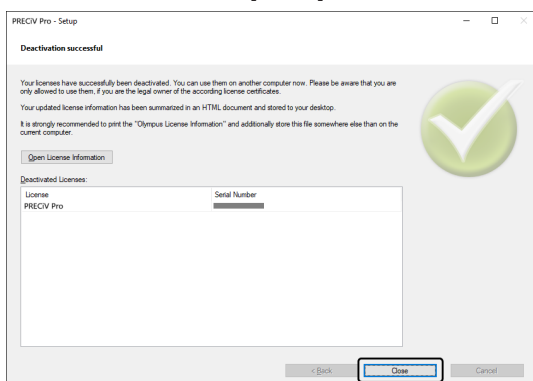 PRECiV Pro - Setup
Deactivation successful
Your licenses have successfully been deactivated. You can use them on another computer now. Please be aware that you are
only allowed to use them, if you are the legal owner of the according license certificates.
Your updated license information has been summarized in an HTML document and stored to your desktop.
It is strongly recommended to print the "Olympus License Information" and additionally store this file somewhere else than on the
current computer.
Open License Information
Deactivated Licenses:
License Serial Number
PRECiV Pro
< Back Close Cancel